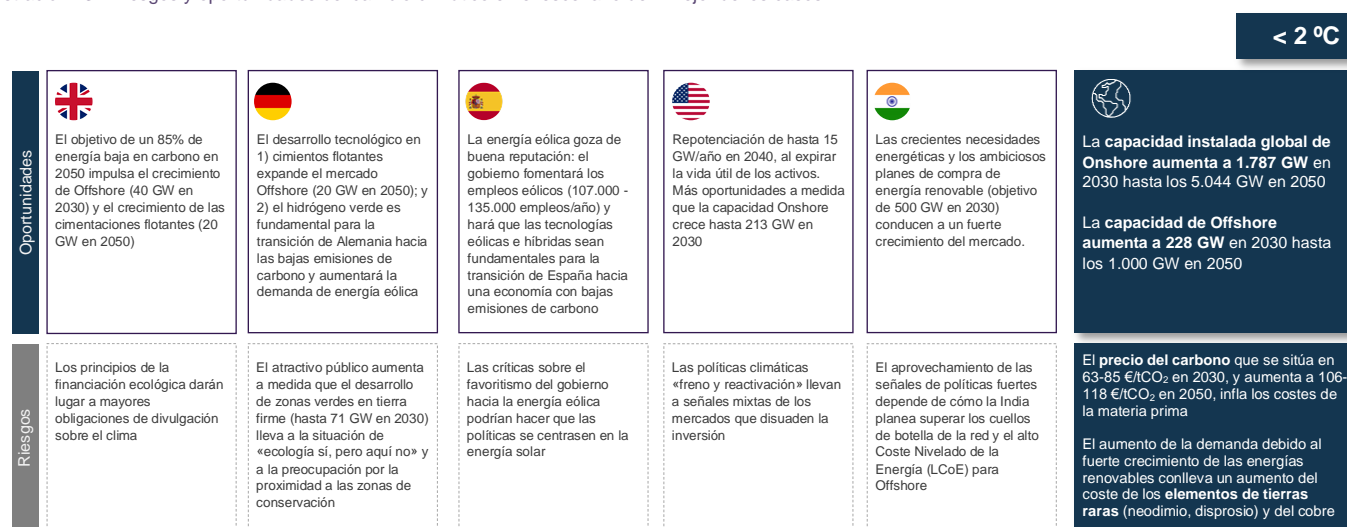 < 2 ºC
Oportunidades
El objetivo de un 85% de
energía baja en carbono en
2050 impulsa el crecimiento
de Offshore (40 GW en
2030) y el crecimiento de las
cimentaciones flotantes (20
GW en 2050)
El desarrollo tecnológico en
1) cimientos flotantes
expande el mercado
Offshore (20 GW en 2050); y
2) el hidrógeno verde es
fundamental para la
transición de Alemania hacia
las bajas emisiones de
carbono y aumentará la
demanda de energía eólica
La energía eólica goza de
buena reputación: el
gobierno fomentará los
empleos eólicos (107.000 -
135.000 empleos/año) y
hará que las tecnologías
eólicas e híbridas sean
fundamentales para la
transición de España hacia
una economía con bajas
emisiones de carbono
Repotenciación de hasta 15
GW/año en 2040, al expirar
la vida útil de los activos.
Más oportunidades a medida
que la capacidad Onshore
crece hasta 213 GW en
2030
Las crecientes necesidades
energéticas y los ambiciosos
planes de compra de
energía renovable (objetivo
de 500 GW en 2030)
conducen a un fuerte
crecimiento del mercado.
La capacidad instalada global de
Onshore aumenta a 1.787 GW en
2030 hasta los 5.044 GW en 2050
La capacidad de Offshore
aumenta a 228 GW en 2030 hasta
los 1.000 GW en 2050
Riesgos
Los principios de la
financiación ecológica darán
lugar a mayores
obligaciones de divulgación
sobre el clima
El atractivo público aumenta
a medida que el desarrollo
de zonas verdes en tierra
firme (hasta 71 GW en 2030)
lleva a la situación de
«ecología sí, pero aquí no» y
a la preocupación por la
proximidad a las zonas de
conservación
Las críticas sobre el
favoritismo del gobierno
hacia la energía eólica
podrían hacer que las
políticas se centrasen en la
energía solar
Las políticas climáticas
«freno y reactivación» llevan
a señales mixtas de los
mercados que disuaden la
inversión
El aprovechamiento de las
señales de políticas fuertes
depende de cómo la India
planea superar los cuellos
de botella de la red y el alto
Coste Nivelado de la
Energía (LCoE) para
Offshore
El precio del carbono que se sitúa en
63-85 €/tCO₂ en 2030, y aumenta a 106-
118 €/tCO₂ en 2050, infla los costes de
la materia prima
El aumento de la demanda debido al
fuerte crecimiento de las energías
renovables conlleva un aumento del
coste de los elementos de tierras
raras (neodimio, disprosio) y del cobre